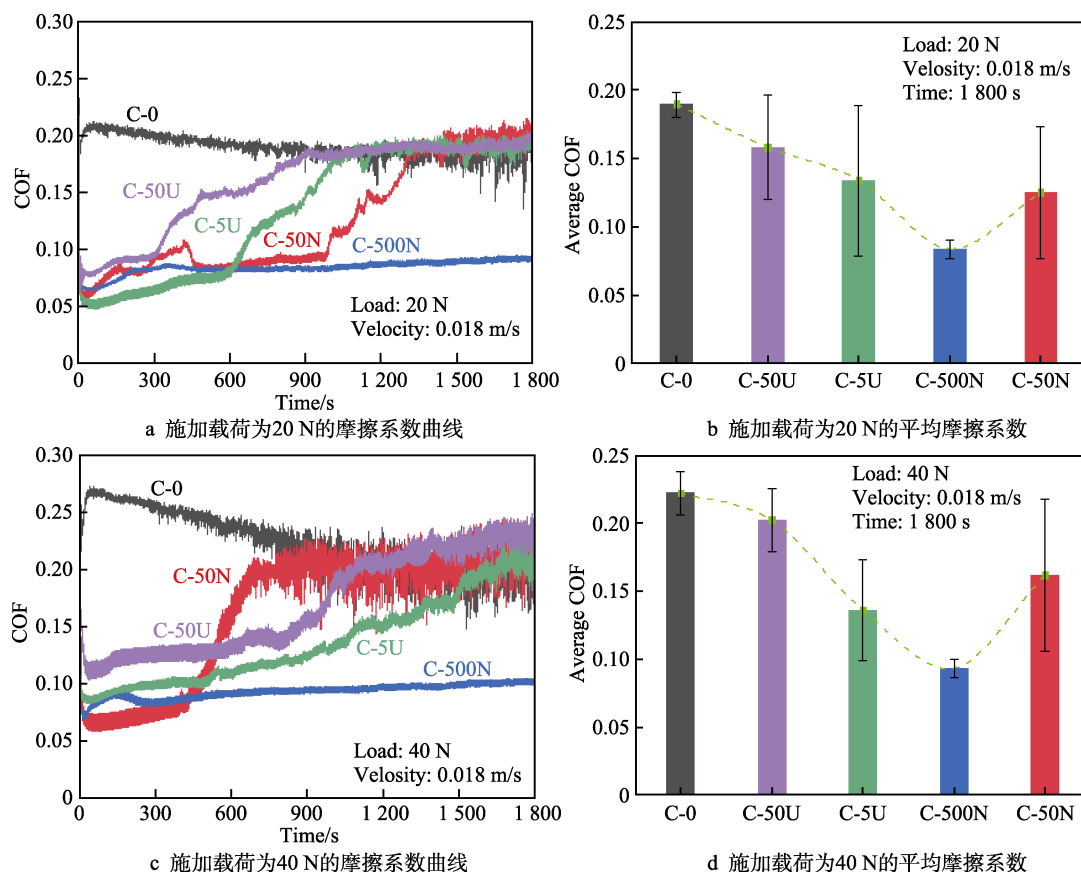 0.30
0.25
0.20
0.15
0.10
0.05
0
COF
C-0
C-50U
C-5U
C-50N
C-500N
Load: 20 N
Velocity: 0.018 m/s
0 300 600 900 1 200 1 500 1 800
Time/s
a 施加载荷为20 N的摩擦系数曲线
0.25
0.20
0.15
0.10
0.05
0
Average COF
Load: 20 N
Velosity: 0.018 m/s
Time: 1 800 s
C-0 C-50U C-5U C-500N C-50N
b 施加载荷为20 N的平均摩擦系数
0.30
0.25
0.20
0.15
0.10
0.05
0
COF
C-0
C-50N
C-50U
C-5U
C-500N
Load: 40 N
Velosity: 0.018 m/s
0 300 600 900 1 200 1 500 1 800
Time/s
c 施加载荷为40 N的摩擦系数曲线
0.25
0.20
0.15
0.10
0.05
0
Average COF
Load: 40 N
Velocity: 0.018 m/s
Time: 1 800 s
C-0 C-50U C-5U C-500N C-50N
d 施加载荷为40 N的平均摩擦系数